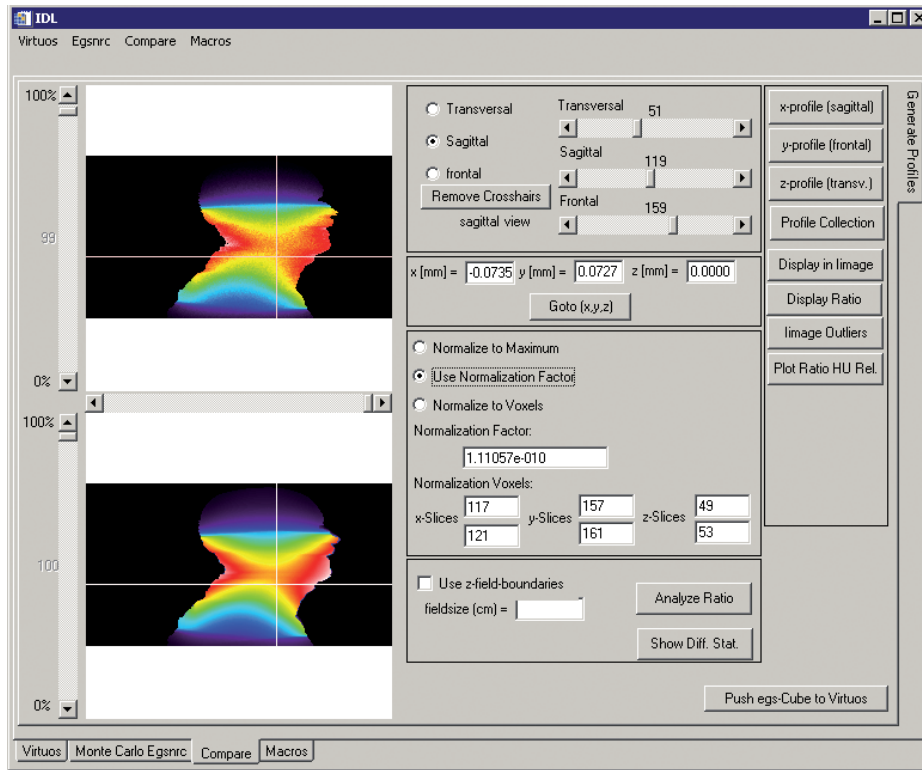 IDL
Virtuos Egsnrc Compare Macros
100%
99
0%
100%
100
0%
Transversal
Sagittal
frontal
Remove Crosshairs
sagittal view
Transversal
51
Sagittal
119
Frontal
159
x [mm] = -0.0735 y [mm] = 0.0727 z [mm] = 0.0000
Goto (x,y,z)
Normalize to Maximum
Use Normalization Factor
Normalize to Voxels
Normalization Factor:
1.11057e-010
Normalization Voxels:
x-Slices 117 121 y-Slices 157 161 z-Slices 49 53
Use z-field-boundaries
fieldsize (cm) =
Analyze Ratio
Show Diff. Stat.
x-profile (sagittal)
y-profile (frontal)
z-profile (transv.)
Profile Collection
Display in Iimage
Display Ratio
Iimage Outliers
Plot Ratio HU Rel.
Generate Profiles
Push egs-Cube to Virtuos
Virtuos Monte Carlo Egsnrc Compare Macros